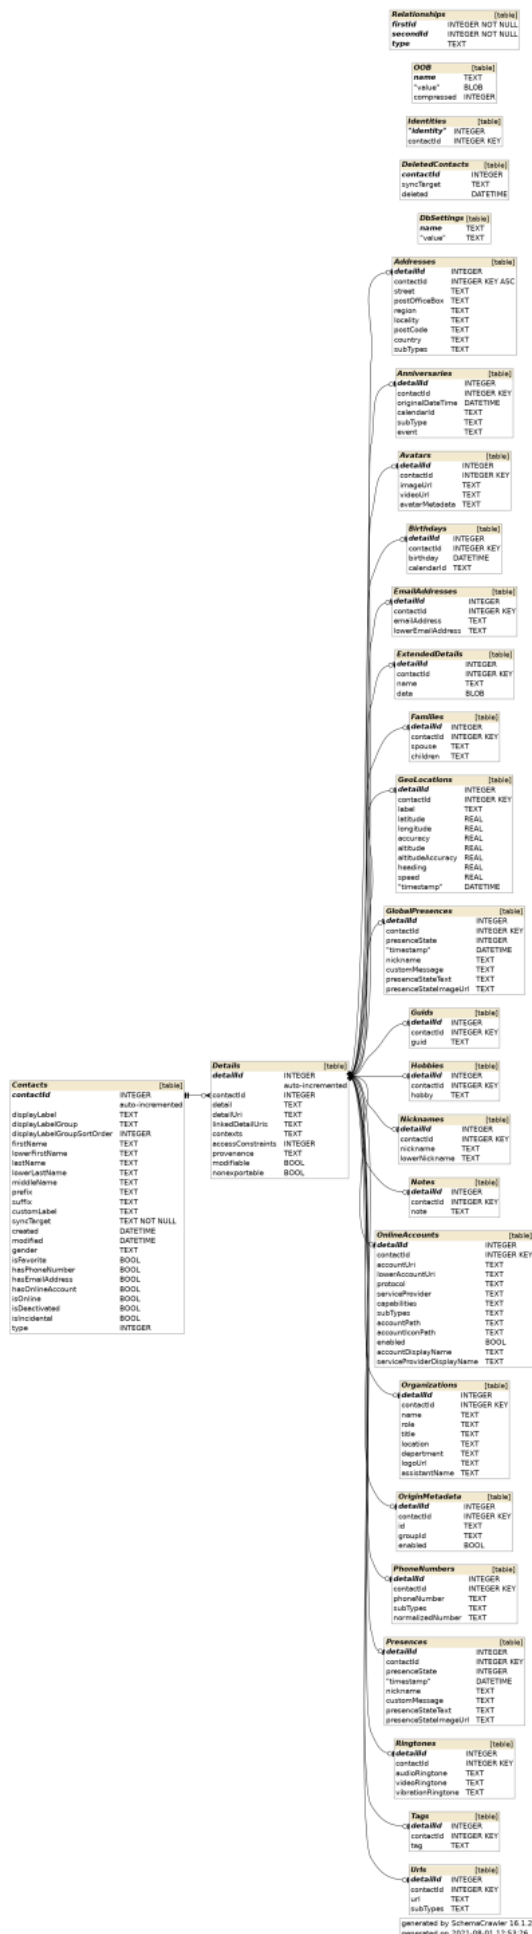 Relationships [table]
firstId INTEGER NOT NULL
secondId INTEGER NOT NULL
type TEXT
OOB [table]
name TEXT
"value" BLOB
compressed INTEGER
Identities [table]
"identity" INTEGER
contactId INTEGER KEY
DeletedContacts [table]
contactId INTEGER
syncTarget TEXT
deleted DATETIME
DbSettings [table]
name TEXT
"value" TEXT
Addresses [table]
detailId INTEGER
contactId INTEGER KEY ASC
street TEXT
postOfficeBox TEXT
region TEXT
locality TEXT
postCode TEXT
country TEXT
subTypes TEXT
Anniversaries [table]
detailId INTEGER
contactId INTEGER KEY
originalDateTime DATETIME
calendarId TEXT
subType TEXT
event TEXT
Avatars [table]
detailId INTEGER
contactId INTEGER KEY
imageUrl TEXT
videoUrl TEXT
avatarMetadata TEXT
Birthdays [table]
detailId INTEGER
contactId INTEGER KEY
birthday DATETIME
calendarId TEXT
EmailAddresses [table]
detailId INTEGER
contactId INTEGER KEY
emailAddress TEXT
lowerEmailAddress TEXT
ExtendedDetails [table]
detailId INTEGER
contactId INTEGER KEY
name TEXT
data BLOB
Families [table]
detailId INTEGER
contactId INTEGER KEY
spouse TEXT
children TEXT
GeoLocations [table]
detailId INTEGER
contactId INTEGER KEY
label TEXT
latitude REAL
longitude REAL
accuracy REAL
altitude REAL
altitudeAccuracy REAL
heading REAL
speed REAL
"timestamp" DATETIME
GlobalPresences [table]
detailId INTEGER
contactId INTEGER KEY
presenceState INTEGER
"timestamp" DATETIME
nickname TEXT
customMessage TEXT
presenceStateText TEXT
presenceStateImageUrl TEXT
Guids [table]
detailId INTEGER
contactId INTEGER KEY
guid TEXT
Details [table]
detailId INTEGER
auto-incremented
contactId INTEGER
detail TEXT
detailUri TEXT
linkedDetailUris TEXT
contexts TEXT
accessConstraints INTEGER
provenance TEXT
modifiable BOOL
nonexportable BOOL
Contacts [table]
contactId INTEGER
auto-incremented
displayLabel TEXT
displayLabelGroup TEXT
displayLabelGroupSortOrder INTEGER
firstName TEXT
lowerFirstName TEXT
lastName TEXT
lowerLastName TEXT
middleName TEXT
prefix TEXT
suffix TEXT
customLabel TEXT
syncTarget TEXT NOT NULL
created DATETIME
modified DATETIME
gender TEXT
isFavorite BOOL
hasPhoneNumber BOOL
hasEmailAddress BOOL
hasOnlineAccount BOOL
isOnline BOOL
isDeactivated BOOL
isIncidental BOOL
type INTEGER
Hobbies [table]
detailId INTEGER
contactId INTEGER KEY
hobby TEXT
Nicknames [table]
detailId INTEGER
contactId INTEGER KEY
nickname TEXT
lowerNickname TEXT
Notes [table]
detailId INTEGER
contactId INTEGER KEY
note TEXT
OnlineAccounts [table]
detailId INTEGER
contactId INTEGER KEY
accountUri TEXT
lowerAccountUri TEXT
protocol TEXT
serviceProvider TEXT
capabilities TEXT
subTypes TEXT
accountPath TEXT
accountIconPath TEXT
enabled BOOL
accountDisplayName TEXT
serviceProviderDisplayName TEXT
Organizations [table]
detailId INTEGER
contactId INTEGER KEY
name TEXT
role TEXT
title TEXT
location TEXT
department TEXT
logoUrl TEXT
assistantName TEXT
OriginMetadata [table]
detailId INTEGER
contactId INTEGER KEY
id TEXT
groupId TEXT
enabled BOOL
PhoneNumbers [table]
detailId INTEGER
contactId INTEGER KEY
phoneNumber TEXT
subTypes TEXT
normalizedNumber TEXT
Presences [table]
detailId INTEGER
contactId INTEGER KEY
presenceState INTEGER
"timestamp" DATETIME
nickname TEXT
customMessage TEXT
presenceStateText TEXT
presenceStateImageUrl TEXT
Ringtones [table]
detailId INTEGER
contactId INTEGER KEY
audioRingtone TEXT
videoRingtone TEXT
vibrationRingtone TEXT
Tags [table]
detailId INTEGER
contactId INTEGER KEY
tag TEXT
Urls [table]
detailId INTEGER
contactId INTEGER KEY
url TEXT
subTypes TEXT
generated by SchemaCrawler 16.1.2
generated on 2021-08-01 12:53:26